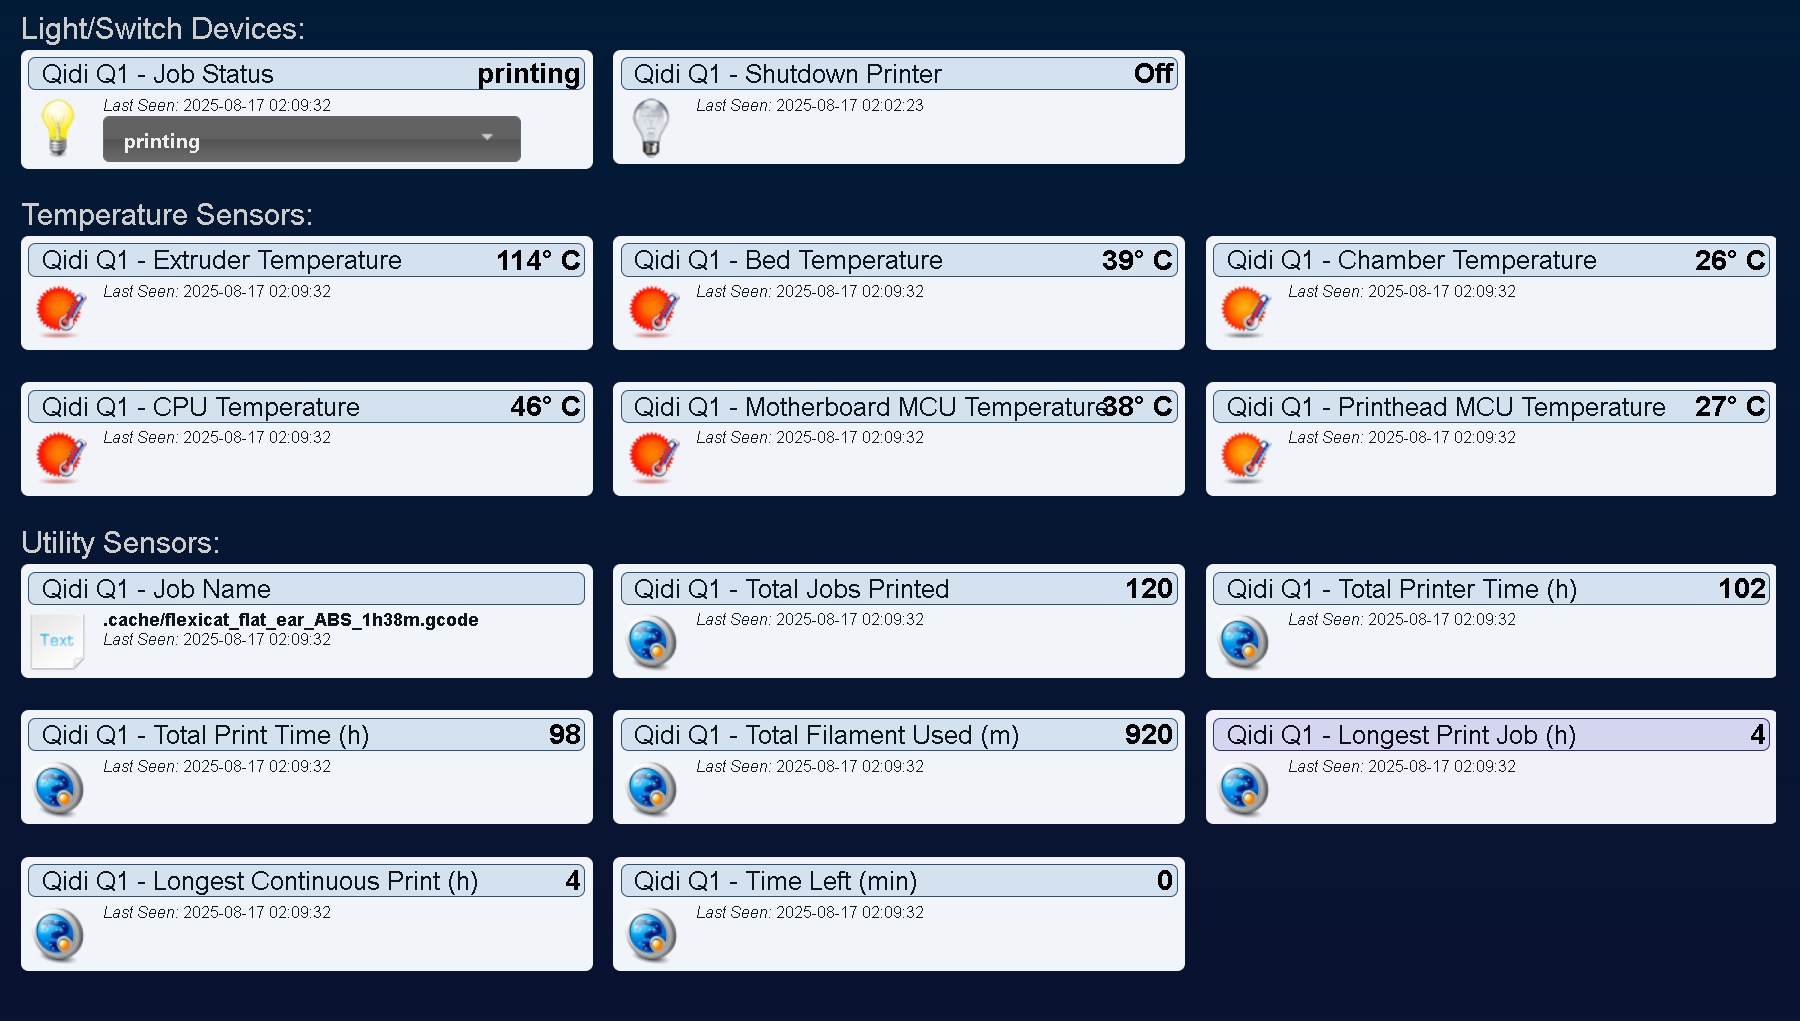 Light/Switch Devices:
Qidi Q1 - Job Status printing
Last Seen: 2025-08-17 02:09:32
printing
Qidi Q1 - Shutdown Printer Off
Last Seen: 2025-08-17 02:02:23
Temperature Sensors:
Qidi Q1 - Extruder Temperature 114° C
Last Seen: 2025-08-17 02:09:32
Qidi Q1 - Bed Temperature 39° C
Last Seen: 2025-08-17 02:09:32
Qidi Q1 - Chamber Temperature 26° C
Last Seen: 2025-08-17 02:09:32
Qidi Q1 - CPU Temperature 46° C
Last Seen: 2025-08-17 02:09:32
Qidi Q1 - Motherboard MCU Temperature 38° C
Last Seen: 2025-08-17 02:09:32
Qidi Q1 - Printhead MCU Temperature 27° C
Last Seen: 2025-08-17 02:09:32
Utility Sensors:
Qidi Q1 - Job Name
Text
.cache/flexicat_flat_ear_ABS_1h38m.gcode
Last Seen: 2025-08-17 02:09:32
Qidi Q1 - Total Jobs Printed 120
Last Seen: 2025-08-17 02:09:32
Qidi Q1 - Total Printer Time (h) 102
Last Seen: 2025-08-17 02:09:32
Qidi Q1 - Total Print Time (h) 98
Last Seen: 2025-08-17 02:09:32
Qidi Q1 - Total Filament Used (m) 920
Last Seen: 2025-08-17 02:09:32
Qidi Q1 - Longest Print Job (h) 4
Last Seen: 2025-08-17 02:09:32
Qidi Q1 - Longest Continuous Print (h) 4
Last Seen: 2025-08-17 02:09:32
Qidi Q1 - Time Left (min) 0
Last Seen: 2025-08-17 02:09:32